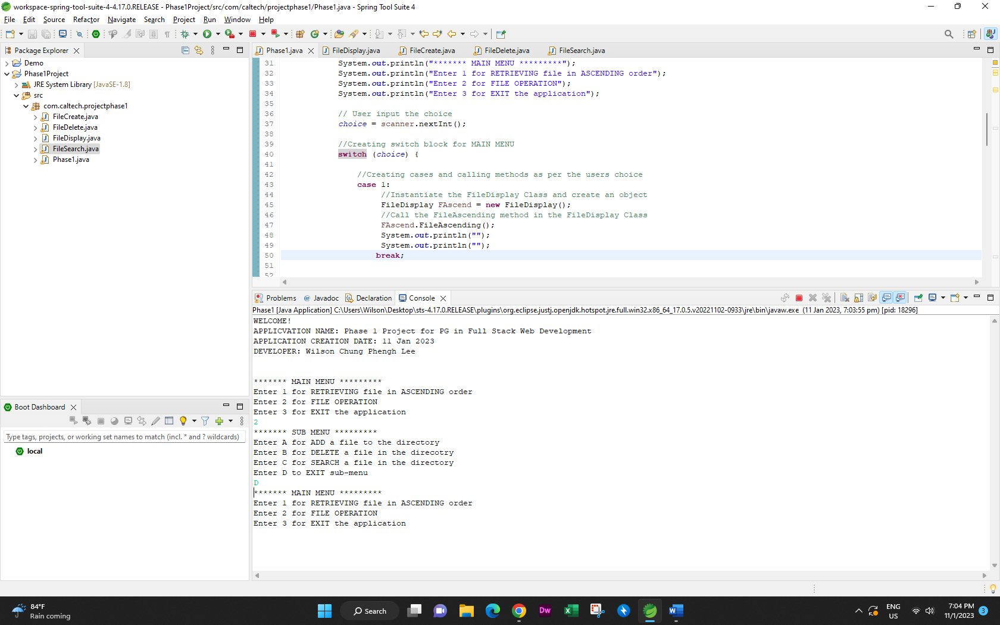 workspace-spring-tool-suite-4-4.17.0.RELEASE - Phase1Project/src/com/caltech/projectphase1/Phase1.java - Spring Tool Suite 4
File Edit Source Refactor Navigate Search Project Run Window Help
Package Explorer
Demo
Phase1Project
JRE System Library [JavaSE-1.8]
src
com.caltech.projectphase1
FileCreate.java
FileDelete.java
FileDisplay.java
FileSearch.java
Phase1.java
Phase1.java FileDisplay.java FileCreate.java FileDelete.java FileSearch.java
31 System.out.println("******* MAIN MENU *********");
32 System.out.println("Enter 1 for RETRIEVING file in ASCENDING order");
33 System.out.println("Enter 2 for FILE OPERATION");
34 System.out.println("Enter 3 for EXIT the application");
35
36 // User input the choice
37 choice = scanner.nextInt();
38
39 //Creating switch block for MAIN MENU
40 switch (choice) {
41
42 //Creating cases and calling methods as per the users choice
43 case 1:
44 //Instantiate the FileDisplay Class and create an object
45 FileDisplay FAscend = new FileDisplay();
46 //Call the FileAscending method in the FileDisplay Class
47 FAscend.FileAscending();
48 System.out.println("");
49 System.out.println("");
50 break;
51
52
Problems Javadoc Declaration Console
Phase1 [Java Application] C:\Users\Wilson\Desktop\sts-4.17.0.RELEASE\plugins\org.eclipse.justj.openjdk.hotspot.jre.full.win32.x86_64_17.0.5.v20221102-0933\jre\bin\javaw.exe (11 Jan 2023, 7:03:55 pm) [pid: 18296]
WELCOME!
APPLICVATION NAME: Phase 1 Project for PG in Full Stack Web Development
APPLICATION CREATION DATE: 11 Jan 2023
DEVELOPER: Wilson Chung Phengh Lee
******* MAIN MENU *********
Enter 1 for RETRIEVING file in ASCENDING order
Enter 2 for FILE OPERATION
Enter 3 for EXIT the application
2
******* SUB MENU *********
Enter A for ADD a file to the directory
Enter B for DELETE a file in the direcotry
Enter C for SEARCH a file in the directory
Enter D to EXIT sub-menu
D
******* MAIN MENU *********
Enter 1 for RETRIEVING file in ASCENDING order
Enter 2 for FILE OPERATION
Enter 3 for EXIT the application
Boot Dashboard
Type tags, projects, or working set names to match (incl. * and ? wildcards)
local
84°F
Rain coming
Search
Dw
ENG
US
7:04 PM
11/1/2023
3